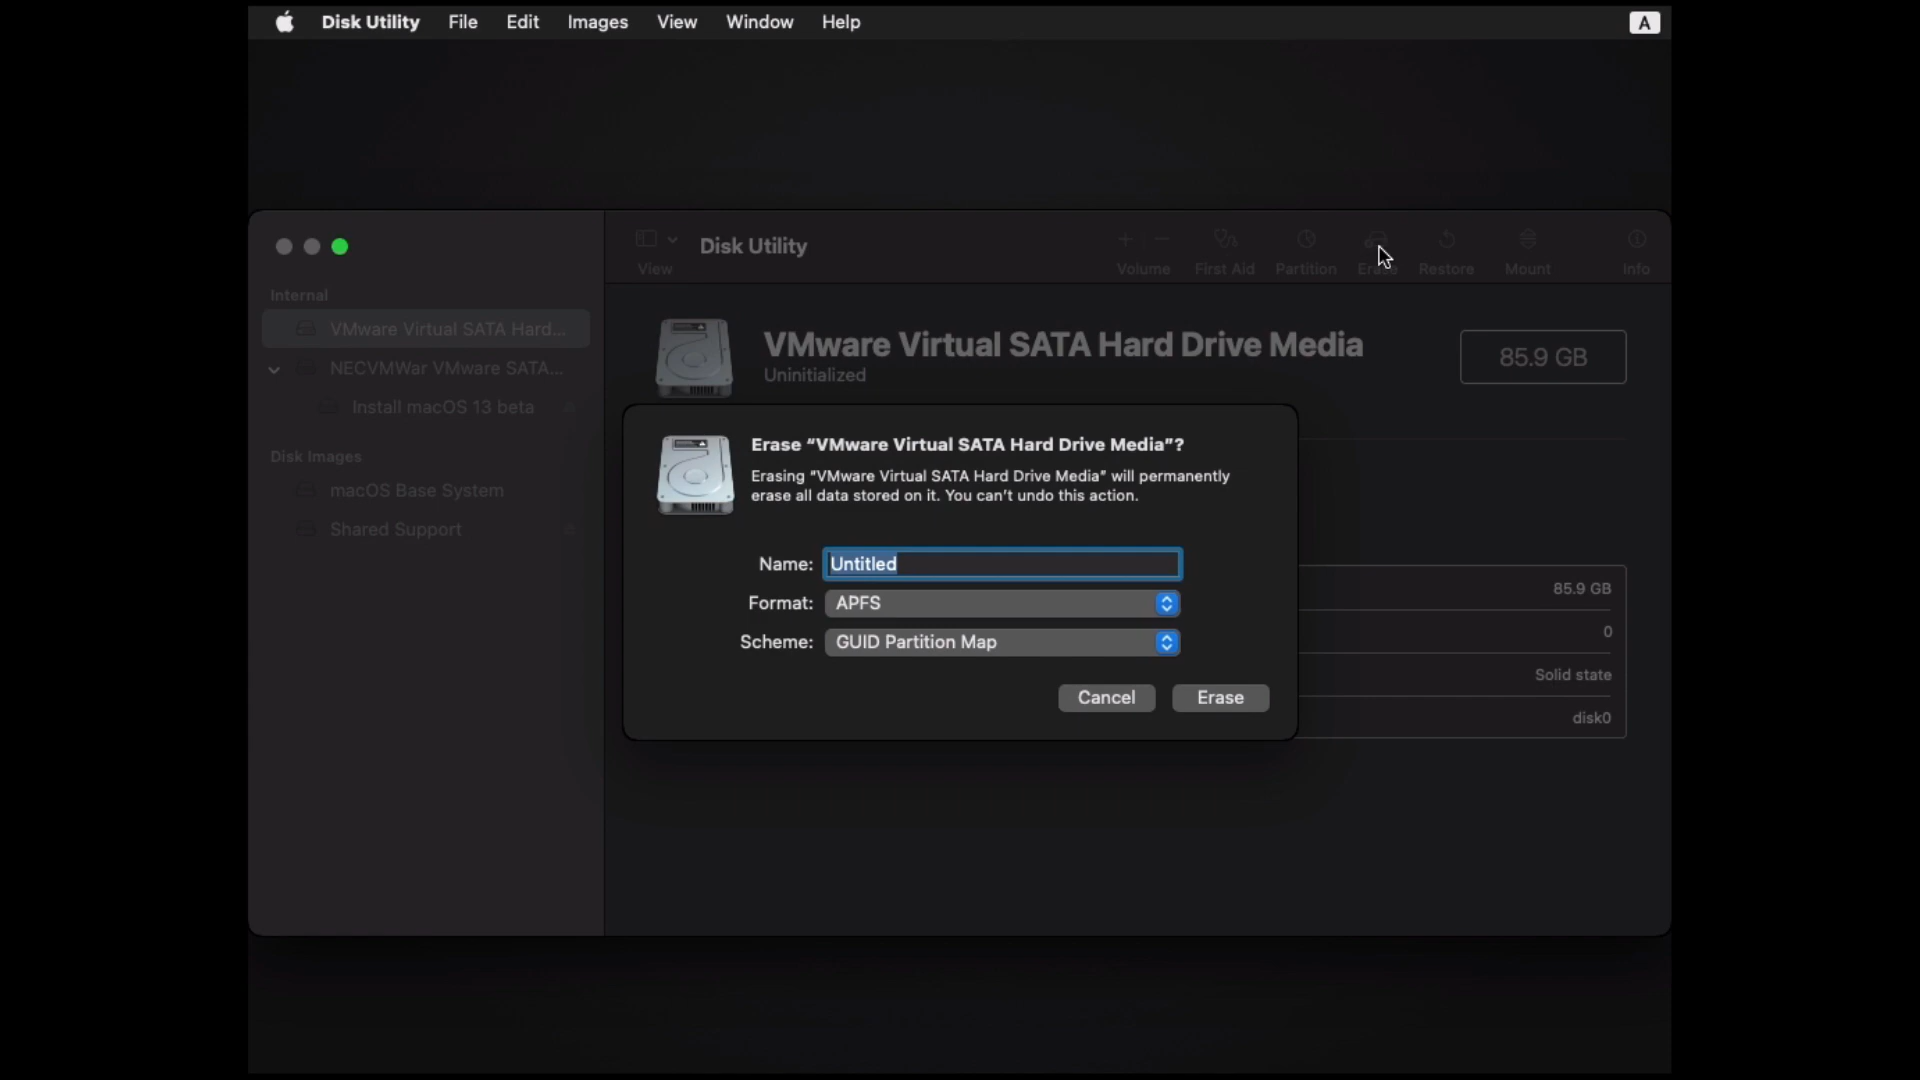 Disk Utility File Edit Images View Window Help A
Disk Utility
View
Volume First Aid Partition Erase Restore Mount Info
Internal
VMware Virtual SATA Hard...
NECVMWar VMware SATA...
Install macOS 13 beta
Disk Images
macOS Base System
Shared Support
VMware Virtual SATA Hard Drive Media
Uninitialized
85.9 GB
Erase “VMware Virtual SATA Hard Drive Media”?
Erasing “VMware Virtual SATA Hard Drive Media” will permanently
erase all data stored on it. You can’t undo this action.
Name: Untitled
Format: APFS
Scheme: GUID Partition Map
Cancel Erase
85.9 GB
0
Solid state
disk0